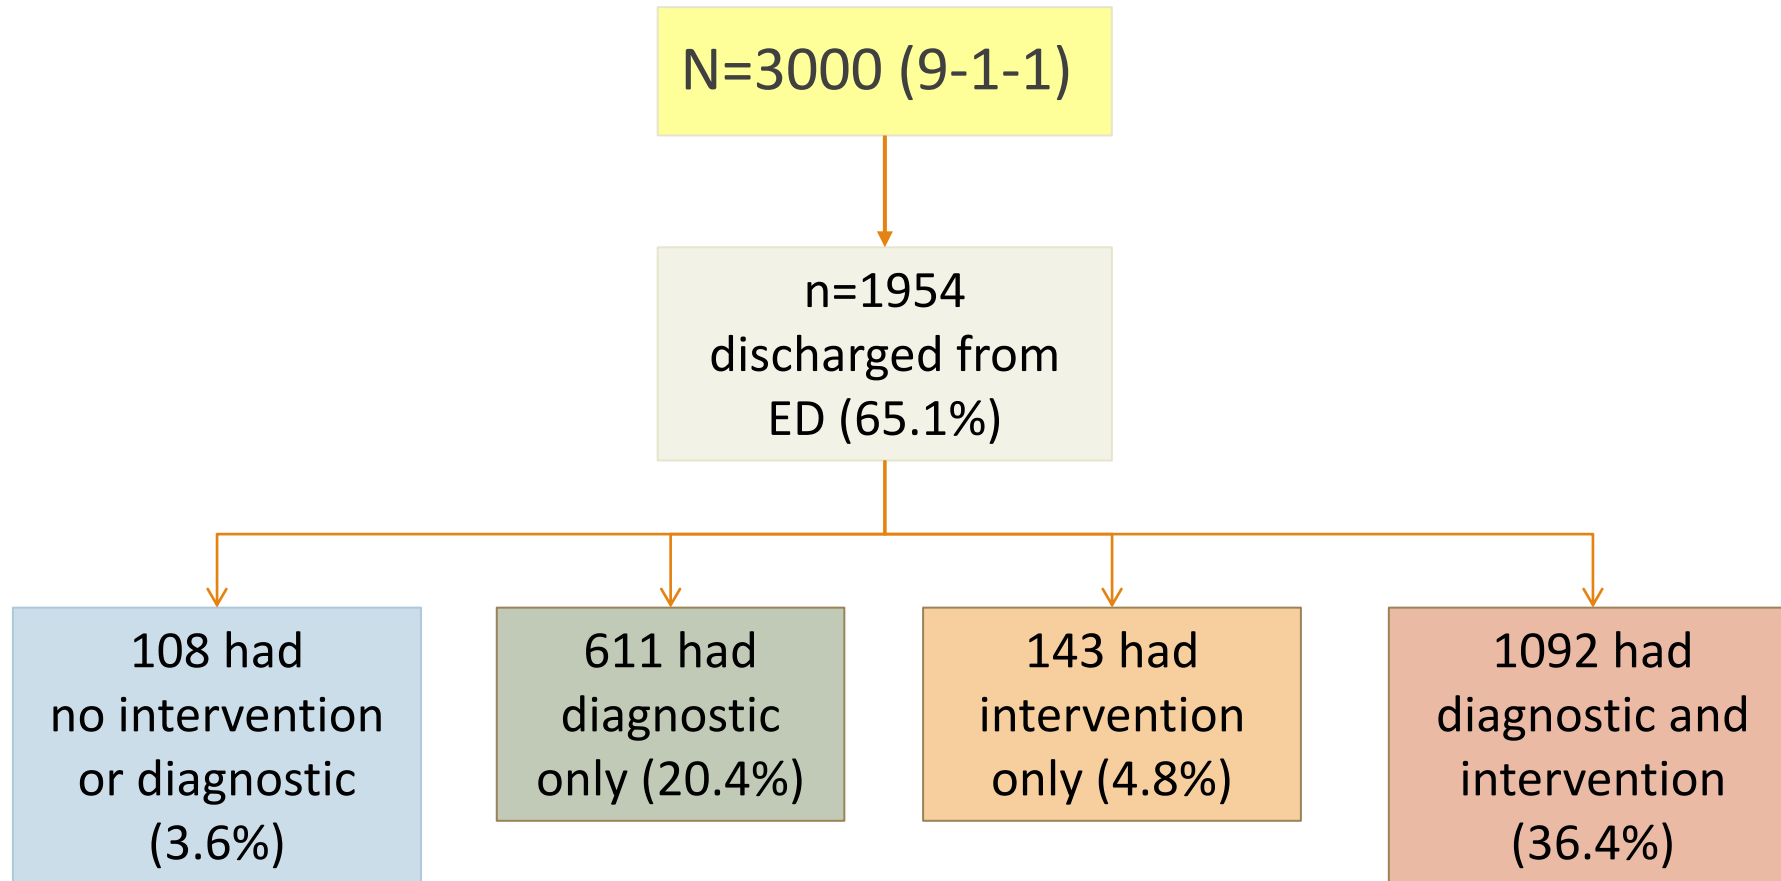 N=3000 (9-1-1)
n=1954
discharged from
ED (65.1%)
108 had
no intervention
or diagnostic
(3.6%)
611 had
diagnostic
only (20.4%)
143 had
intervention
only (4.8%)
1092 had
diagnostic and
intervention
(36.4%)